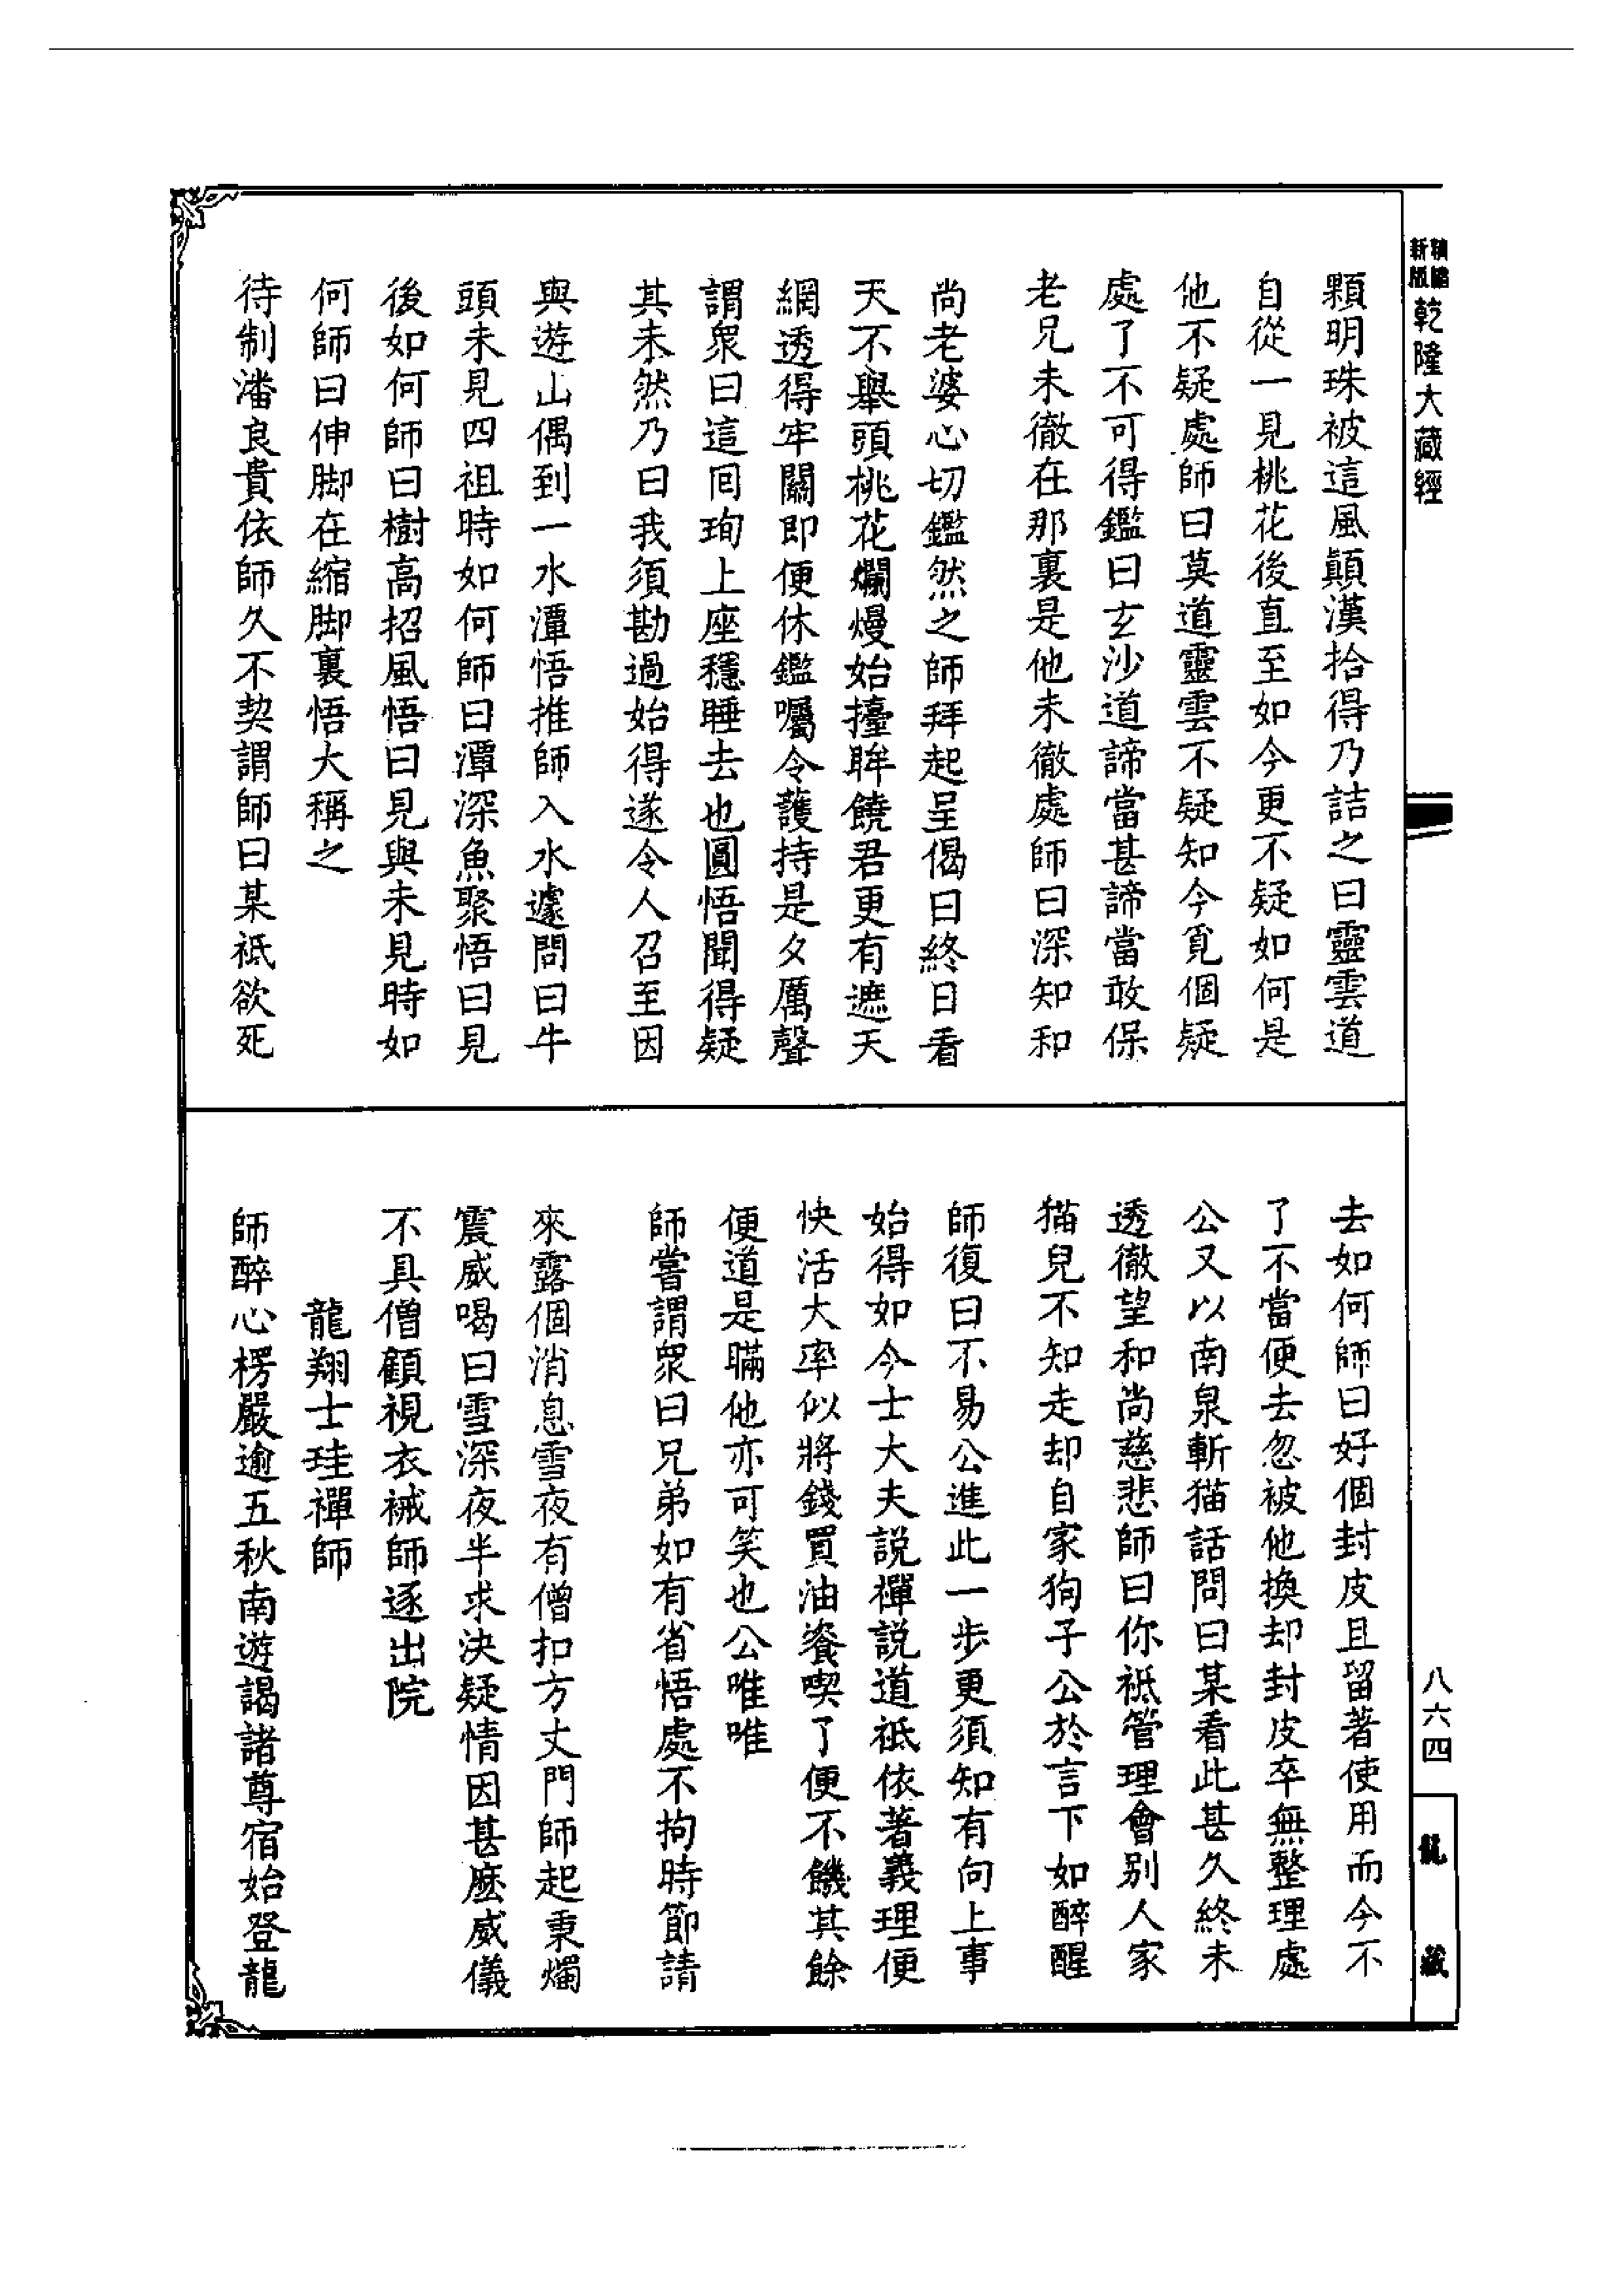 新版精縮乾隆大藏經
顆明珠被這風顛漢拾得乃詰之曰靈雲道
自從一見桃花後直至如今更不疑如何是
他不疑處師曰莫道靈雲不疑知今覓個疑
處了不可得鑑曰玄沙道諦當甚諦當敢保
老兄未徹在那裏是他未徹處師曰深知和
尚老婆心切鑑然之師拜起呈偈曰終日看
天不舉頭桃花爛熳始擡眸饒君更有遮天
網透得牢關即便休鑑囑令護持是夕厲聲
謂衆曰這回珣上座穩睡去也圓悟聞得疑
其未然乃曰我須勘過始得遂令人召至因
與遊山偶到一水潭悟推師入水遽問曰牛
頭未見四祖時如何師曰潭深魚聚悟曰見
後如何師曰樹高招風悟曰見與未見時如
何師曰伸脚在縮脚裏悟大稱之
待制潘良貴依師久不契謂師曰某祇欲死
去如何師曰好個封皮且留著使用而今不
了不當便去忽被他換却封皮卒無整理處
公又以南泉斬猫話問曰某看此甚久終未
透徹望和尚慈悲師曰你祇管理會别人家
猫兒不知走却自家狗子公於言下如醉醒
師復曰不易公進此一步更須知有向上事
始得如今士大夫説禪説道祇依著義理便
快活大率似將錢買油餈喫了便不饑其餘
便道是瞞他亦可笑也公唯唯
師嘗謂衆曰兄弟如有省悟處不拘時節請
來露個消息雪夜有僧扣方丈門師起秉燭
震威喝曰雪深夜半求決疑情因甚麽威儀
不具僧顧視衣裓師逐出院
龍翔士珪禪師
師醉心楞嚴逾五秋南遊謁諸尊宿始登龍
八六四
龍藏